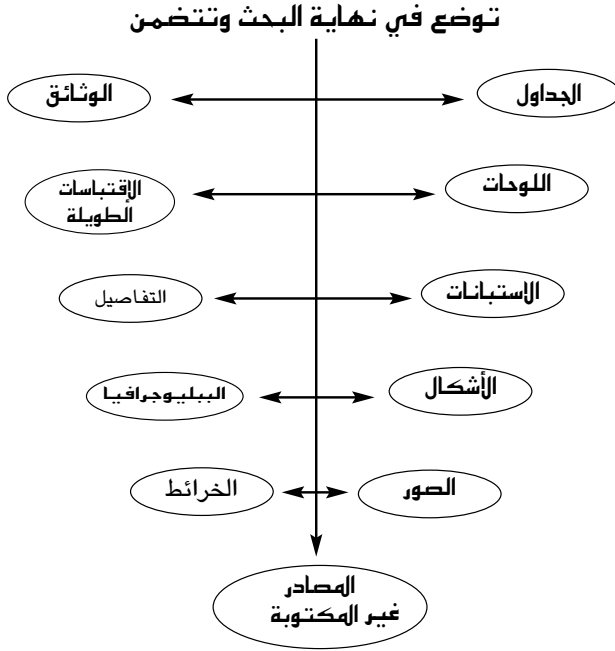 توضع في نهاية البحث وتتضمن
الجداول
الوثائق
اللوحات
الإقتباسات
الطويلة
الاستبانات
التفاصيل
الأشكال
الببليوجرافيا
الصور
الخرائط
المصادر
غير المكتوبة